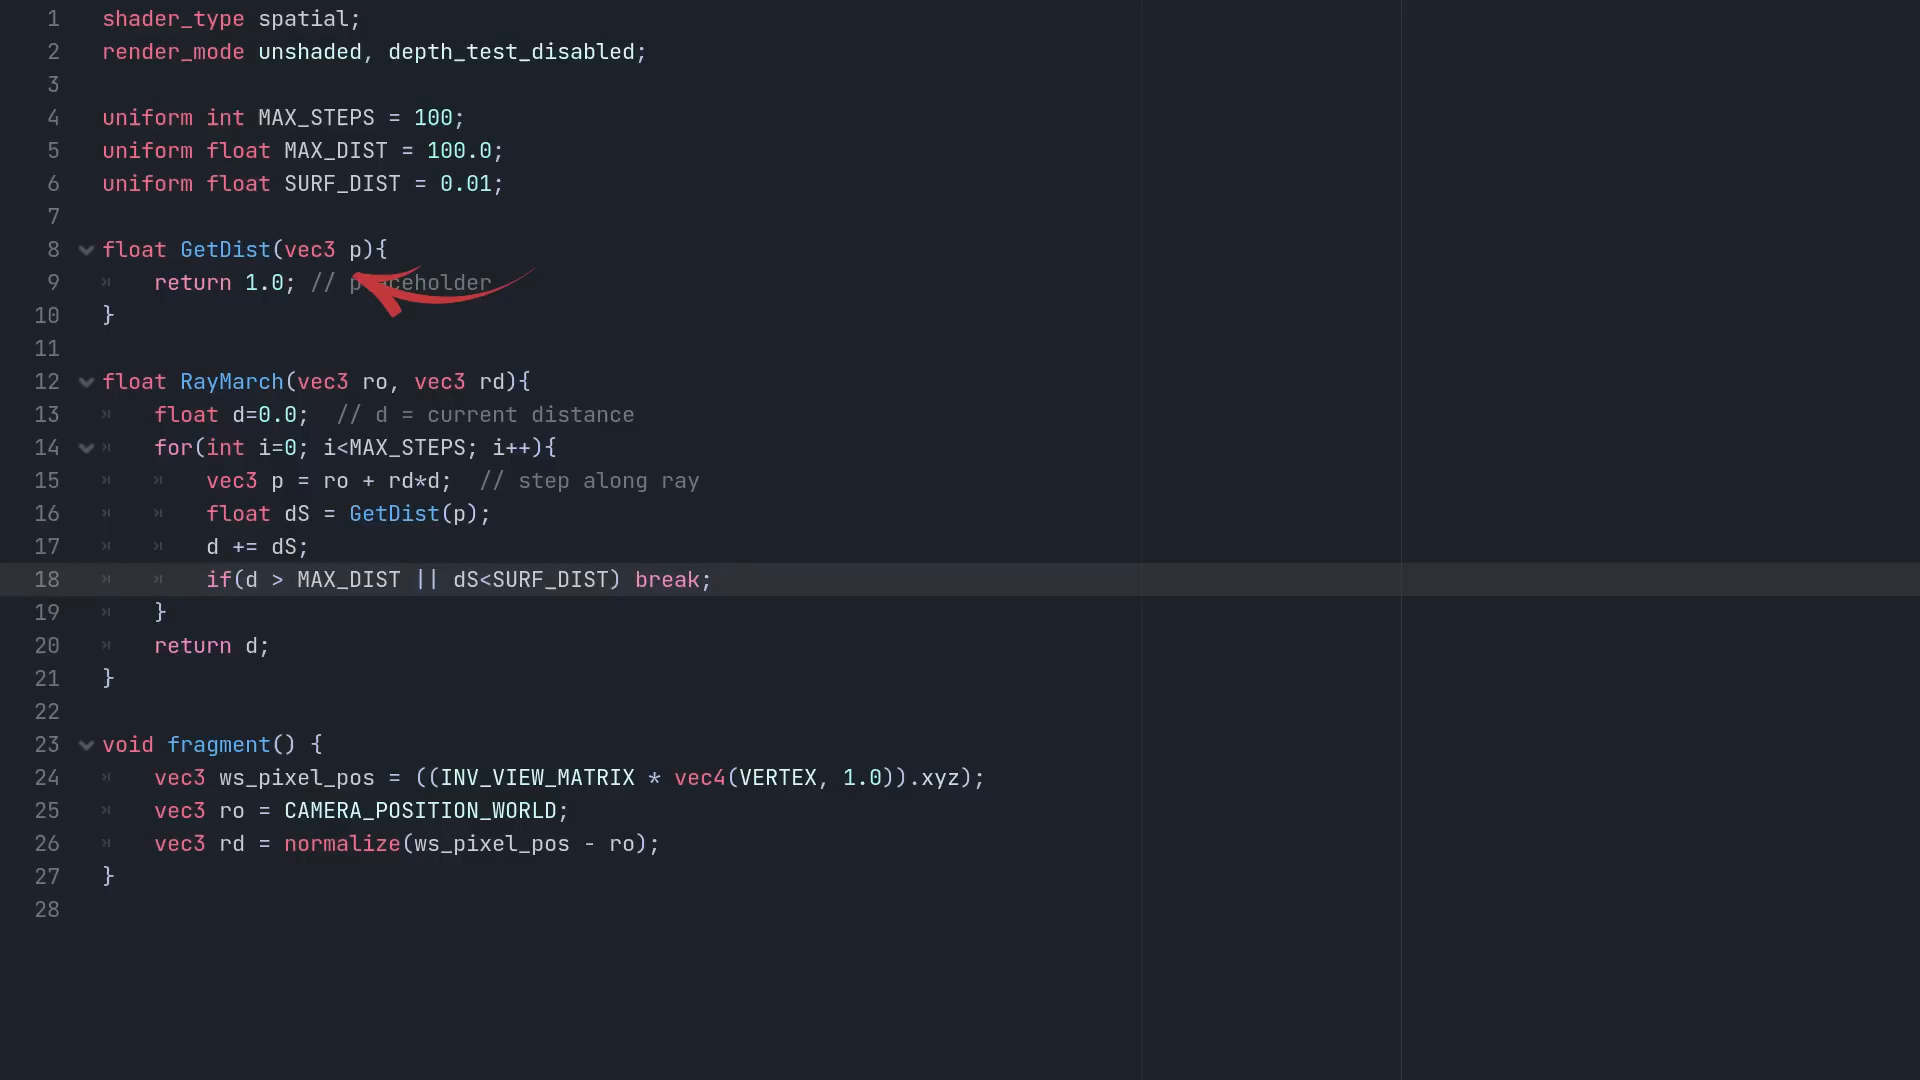 1 shader_type spatial;
2 render_mode unshaded, depth_test_disabled;
3
4 uniform int MAX_STEPS = 100;
5 uniform float MAX_DIST = 100.0;
6 uniform float SURF_DIST = 0.01;
7
8 float GetDist(vec3 p){
9 return 1.0; // placeholder
10 }
11
12 float RayMarch(vec3 ro, vec3 rd){
13 float d=0.0;  // d = current distance
14 for(int i=0; i<MAX_STEPS; i++){
15 vec3 p = ro + rd*d;  // step along ray
16 float dS = GetDist(p);
17 d += dS;
18 if(d > MAX_DIST || dS<SURF_DIST) break;
19 }
20 return d;
21 }
22
23 void fragment() {
24 vec3 ws_pixel_pos = ((INV_VIEW_MATRIX * vec4(VERTEX, 1.0)).xyz);
25 vec3 ro = CAMERA_POSITION_WORLD;
26 vec3 rd = normalize(ws_pixel_pos - ro);
27 }
28